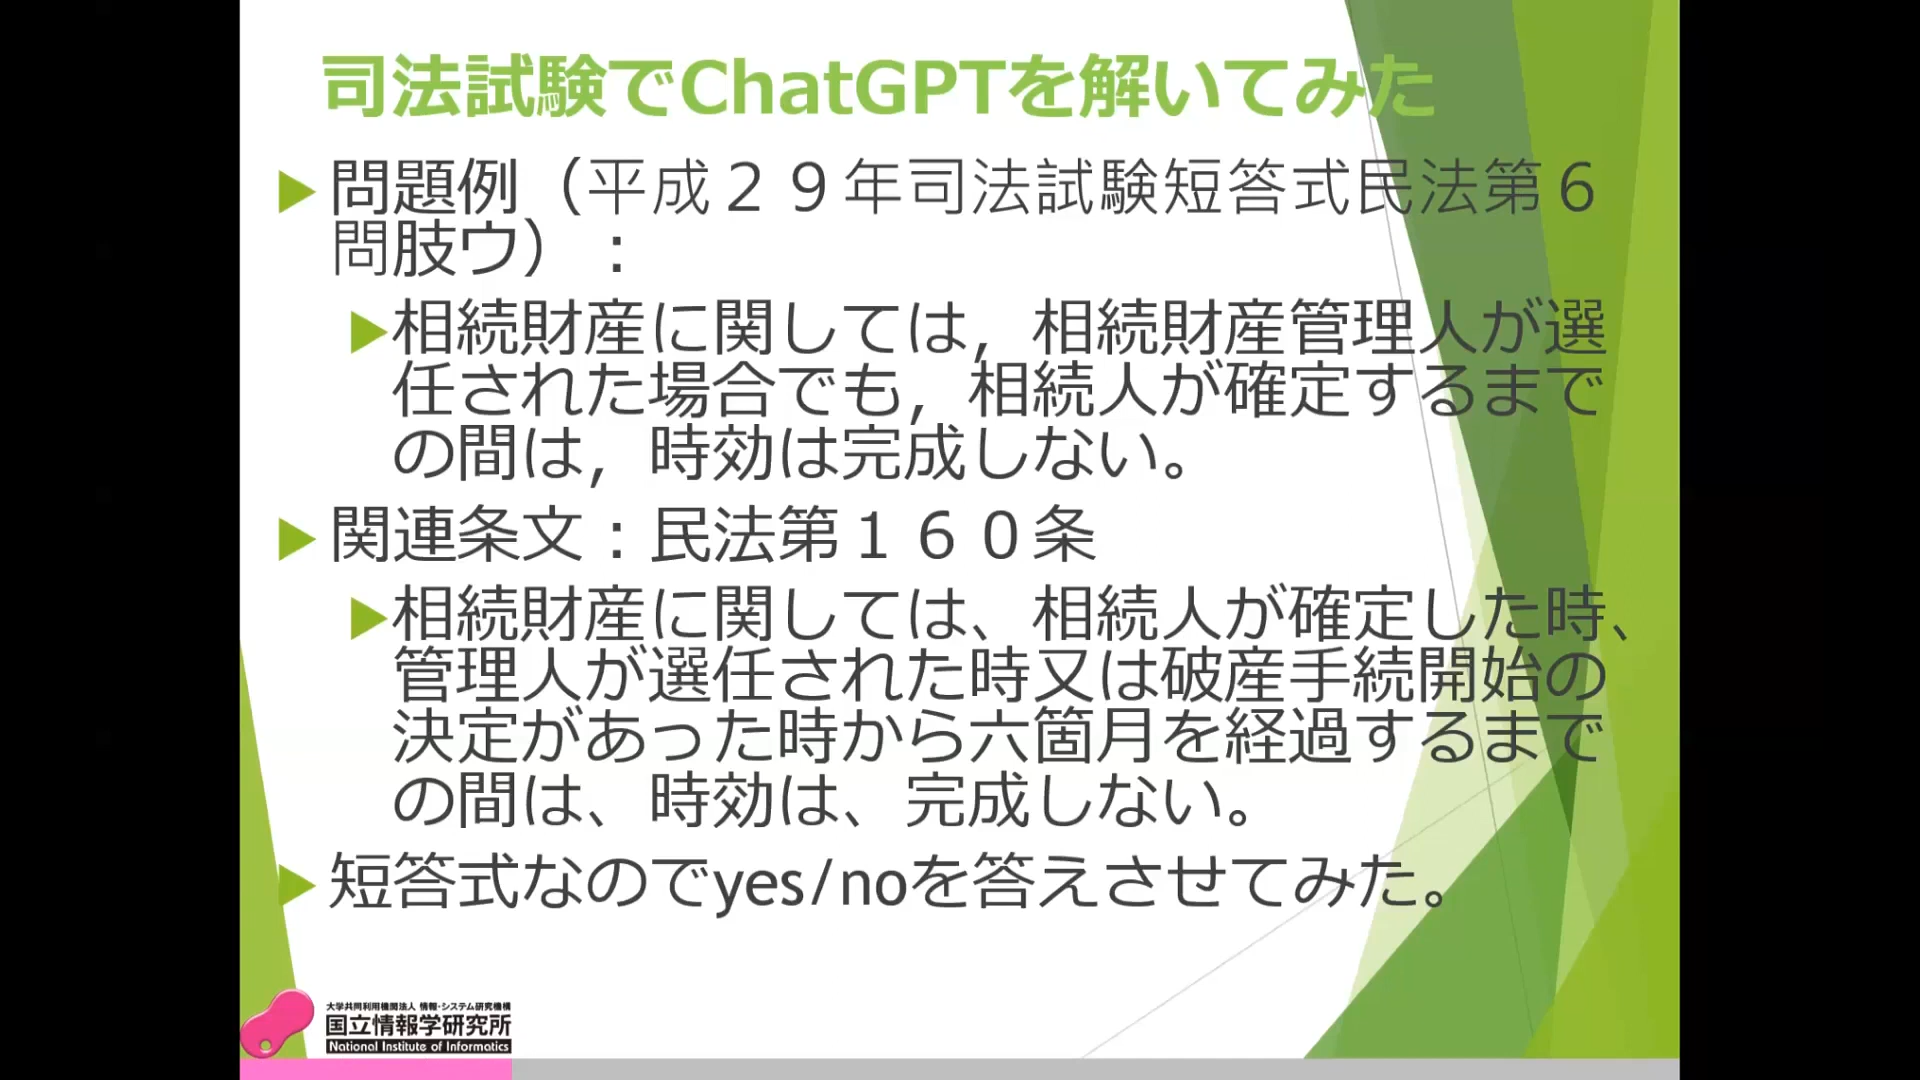 司法試験でChatGPTを解いてみた
問題例（平成２９年司法試験短答式民法第６
問肢ウ）：
相続財産に関しては，相続財産管理人が選
任された場合でも，相続人が確定するまで
の間は，時効は完成しない。
関連条文：民法第１６０条
相続財産に関しては、相続人が確定した時、
管理人が選任された時又は破産手続開始の
決定があった時から六箇月を経過するまで
の間は、時効は、完成しない。
短答式なのでyes/noを答えさせてみた。
大学共同利用機関法人 情報・システム研究機構
国立情報学研究所
National Institute of Informatics